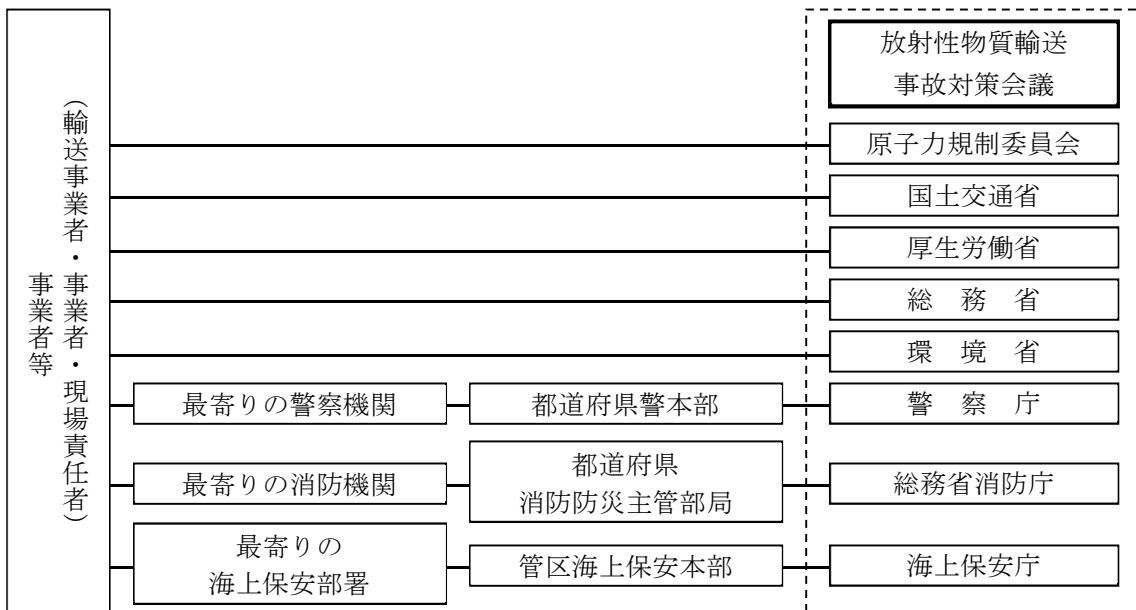 放射性物質輸送
事故対策会議
事業者等
(輸送事業者・事業者・現場責任者)
原子力規制委員会
国土交通省
厚生労働省
総 務 省
環 境 省
最寄りの警察機関
都道府県警本部
警 察 庁
最寄りの消防機関
都道府県
消防防災主管部局
総務省消防庁
最寄りの
海上保安部署
管区海上保安本部
海上保安庁